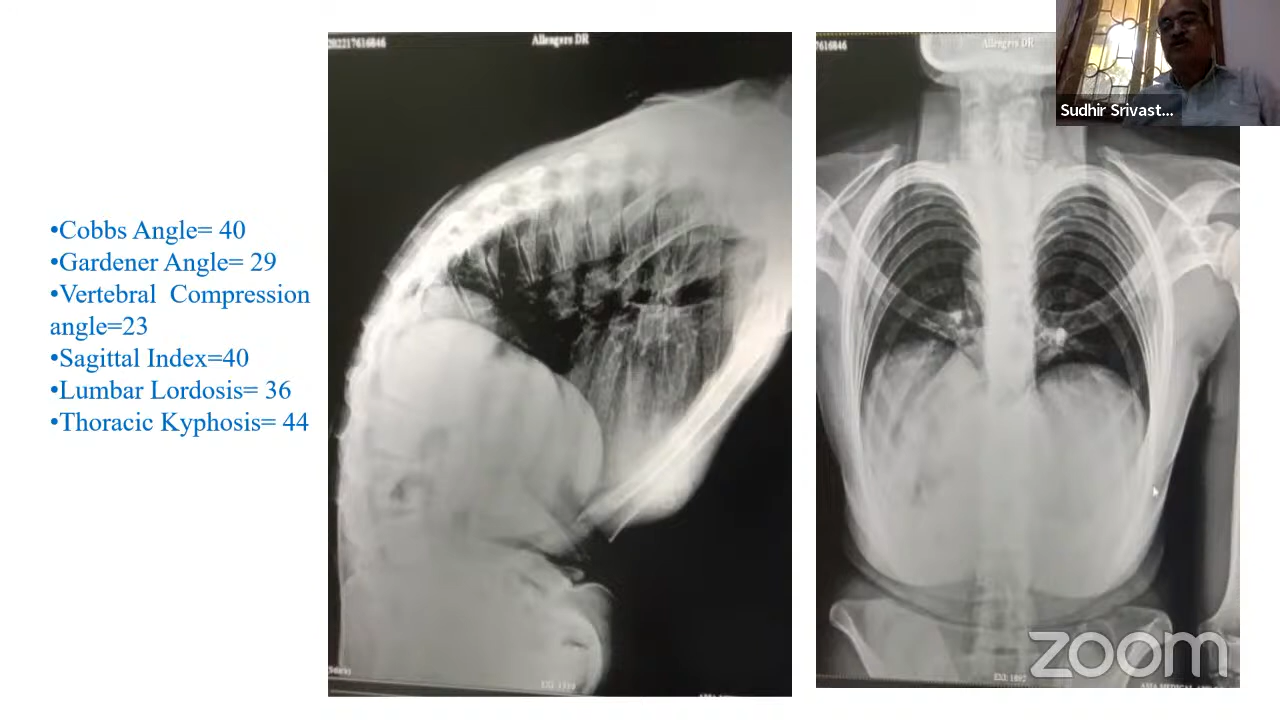 •Cobbs Angle= 40
•Gardener Angle= 29
•Vertebral Compression
angle=23
•Sagittal Index=40
•Lumbar Lordosis= 36
•Thoracic Kyphosis= 44
Allengers DR
Allengers DR
Sudhir Srivast...
zoom